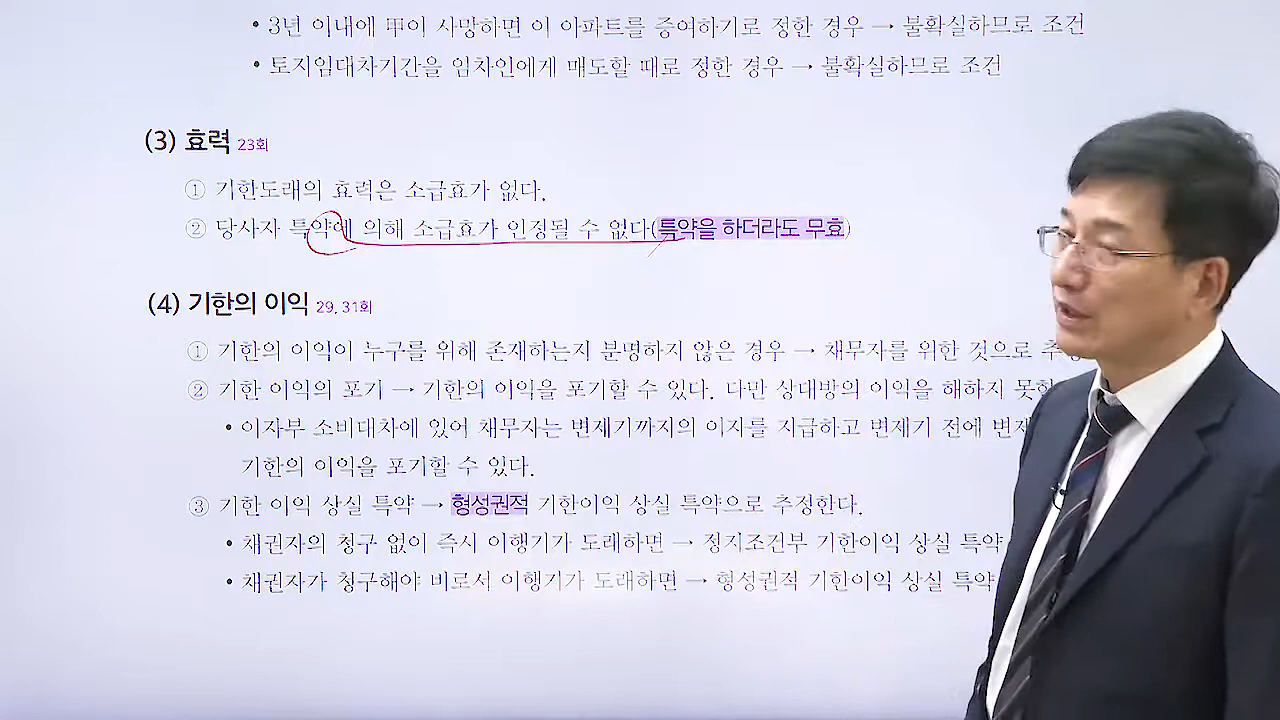 • 3년 이내에 甲이 사망하면 이 아파트를 증여하기로 정한 경우 → 불확실하므로 조건
• 토지임대차기간을 임차인에게 매도할 때로 정한 경우 → 불확실하므로 조건
(3) 효력 23회
① 기한도래의 효력은 소급효가 없다.
② 당사자 특약에 의해 소급효가 인정될 수 없다(특약을 하더라도 무효)
(4) 기한의 이익 29, 31회
① 기한의 이익이 누구를 위해 존재하는지 분명하지 않은 경우 → 채무자를 위한 것으로 추정
② 기한 이익의 포기 → 기한의 이익을 포기할 수 있다. 다만 상대방의 이익을 해하지 못한
• 이자부 소비대차에 있어 채무자는 변제기까지의 이자를 지급하고 변제기 전에 변제
기한의 이익을 포기할 수 있다.
③ 기한 이익 상실 특약 → 형성권적 기한이익 상실 특약으로 추정한다.
• 채권자의 청구 없이 즉시 이행기가 도래하면 → 정지조건부 기한이익 상실 특약
• 채권자가 청구해야 비로서 이행기가 도래하면 → 형성권적 기한이익 상실 특약